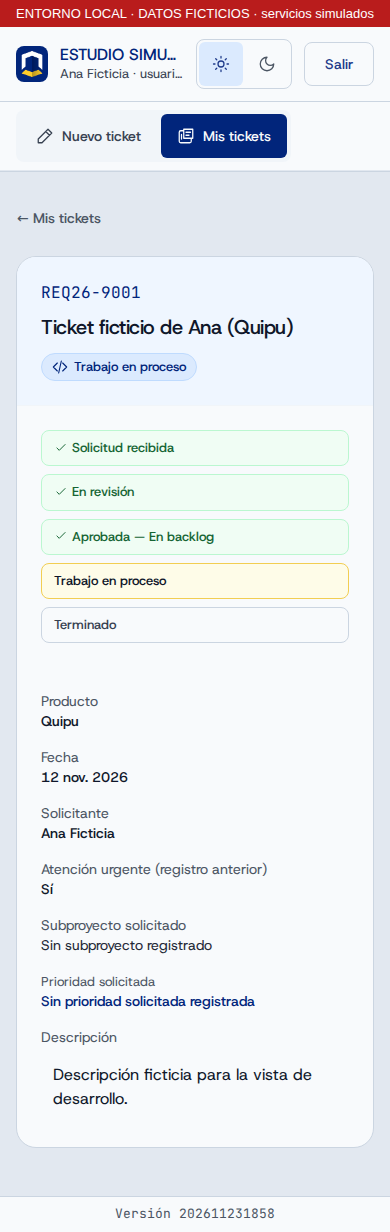 ENTORNO LOCAL · DATOS FICTICIOS · servicios simulados
ESTUDIO SIMU...
Ana Ficticia · usuari...
Salir
Nuevo ticket
Mis tickets
← Mis tickets
REQ26-9001
Ticket ficticio de Ana (Quipu)
Trabajo en proceso
Solicitud recibida
En revisión
Aprobada — En backlog
Trabajo en proceso
Terminado
Producto
Quipu
Fecha
12 nov. 2026
Solicitante
Ana Ficticia
Atención urgente (registro anterior)
Sí
Subproyecto solicitado
Sin subproyecto registrado
Prioridad solicitada
Sin prioridad solicitada registrada
Descripción
Descripción ficticia para la vista de
desarrollo.
Versión 202611231858